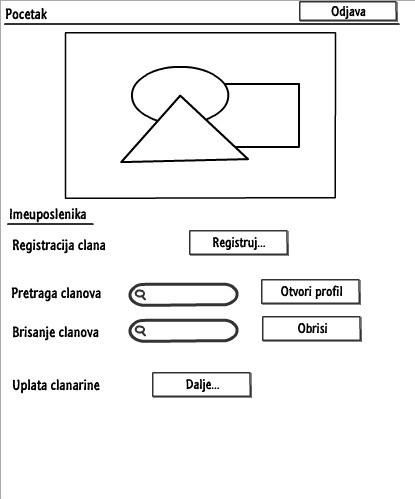 Pocetak
Odjava
Imeuposlenika
Registracija clana
Registruj...
Pretraga clanova
Otvori profil
Brisanje clanova
Obrisi
Uplata clanarine
Dalje...